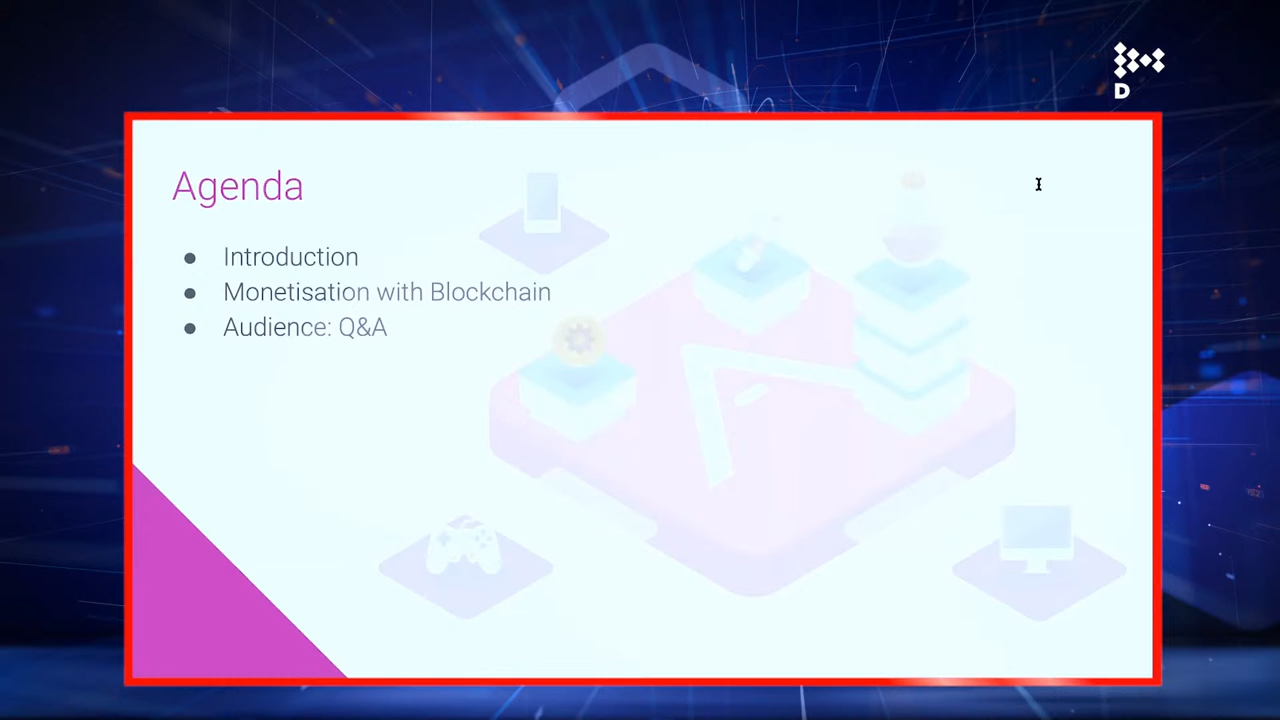 D
Agenda
● Introduction
● Monetisation with Blockchain
● Audience: Q&A